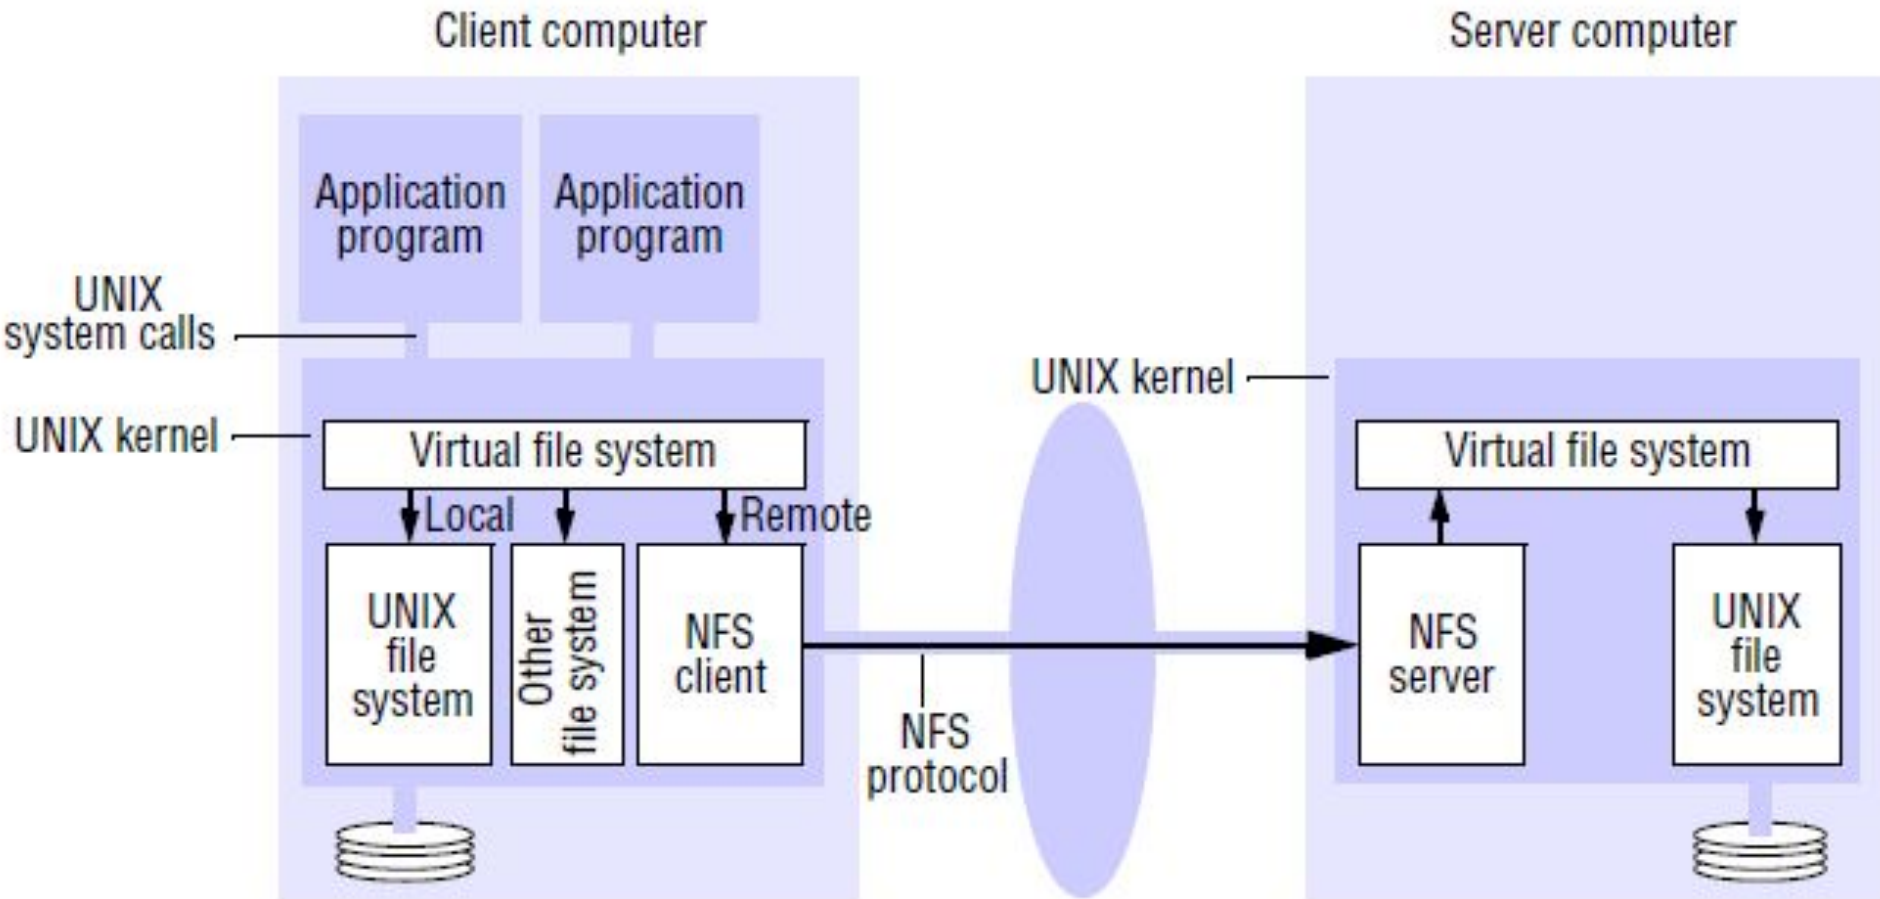 Client computer
Server computer
Application
program
Application
program
UNIX
system calls
UNIX kernel
UNIX kernel
Virtual file system
Virtual file system
Local
Remote
UNIX
file
system
Other
file system
NFS
client
NFS
protocol
NFS
server
UNIX
file
system